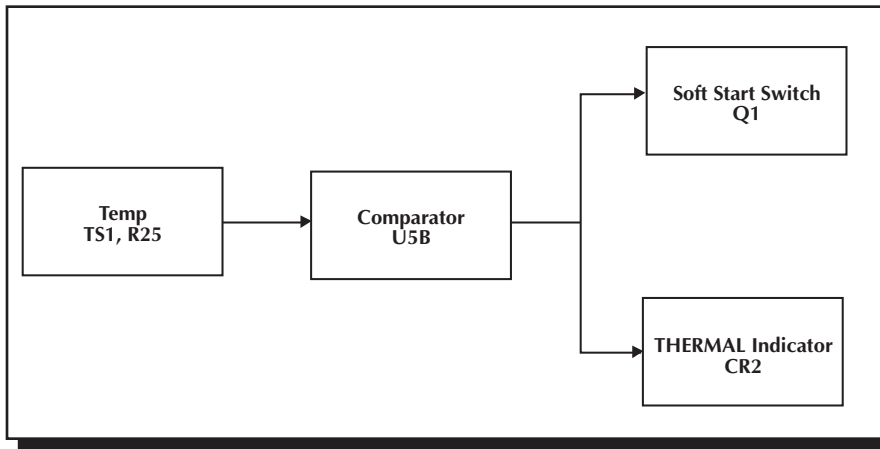 Soft Start Switch
Q1
Temp
TS1, R25
Comparator
U5B
THERMAL Indicator
CR2